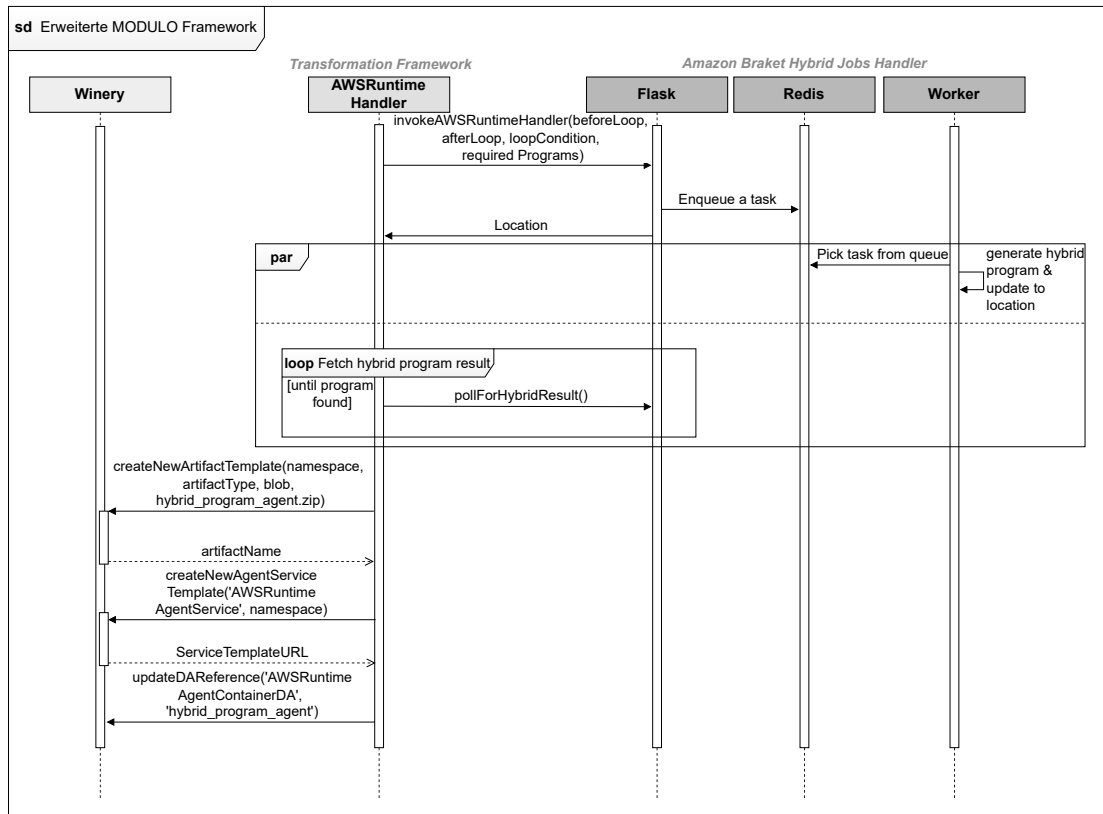 sd Erweiterte MODULO Framework
Transformation Framework
Amazon Braket Hybrid Jobs Handler
Winery
AWSRuntime
Handler
Flask
Redis
Worker
invokeAWSRuntimeHandler(beforeLoop,
afterLoop, loopCondition,
required Programs)
Enqueue a task
Location
par
Pick task from queue
generate hybrid
program &
update to
location
loop Fetch hybrid program result
[until program
found]
pollForHybridResult()
createNewArtifactTemplate(namespace,
artifactType, blob,
hybrid_program_agent.zip)
artifactName
createNewAgentService
Template('AWSRuntime
AgentService', namespace)
ServiceTemplateURL
updateDAReference('AWSRuntime
AgentContainerDA',
'hybrid_program_agent')